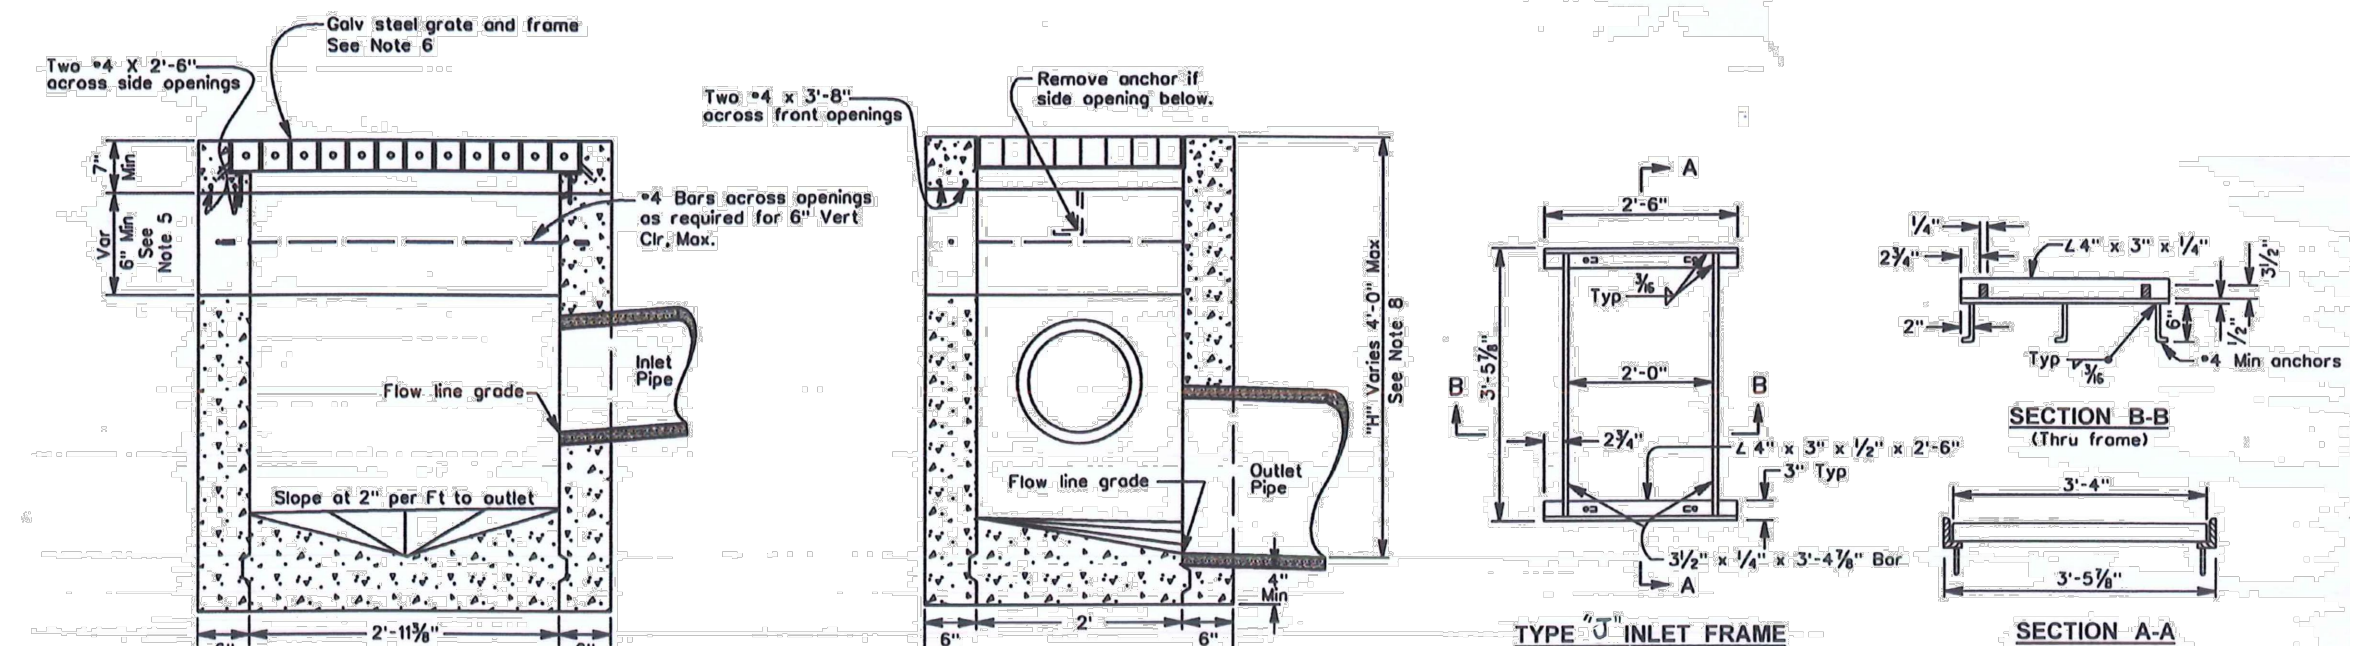 Galv steel grate and frame
See Note 6
Two #4 X 2'-6"
across side openings
7"
Min
Var
6" Min
See
Note 5
#4 Bars across openings
as required for 6" Vert
Clr, Max.
Inlet
Pipe
Flow line grade
Slope at 2" per Ft to outlet
2'-11⅜"
Two #4 x 3'-8"
across front openings
Remove anchor if
side opening below.
"H" Varies 4'-0" Max
See Note 8
Flow line grade
Outlet
Pipe
4"
Min
6"
2'
6"
A
2'-6"
3/16
Typ
3'-5⅞"
2'-0"
B
B
2¾"
∠ 4" x 3" x ½" x 2'-6"
3" Typ
3½" x ¼" x 3'-4⅞" Bar
A
TYPE "J" INLET FRAME
¼"
2¾"
∠ 4" x 3" x ¼"
3½"
2"
6"
½"
Typ
3/16
#4 Min anchors
SECTION B-B
(Thru frame)
3'-4"
3'-5⅞"
SECTION A-A